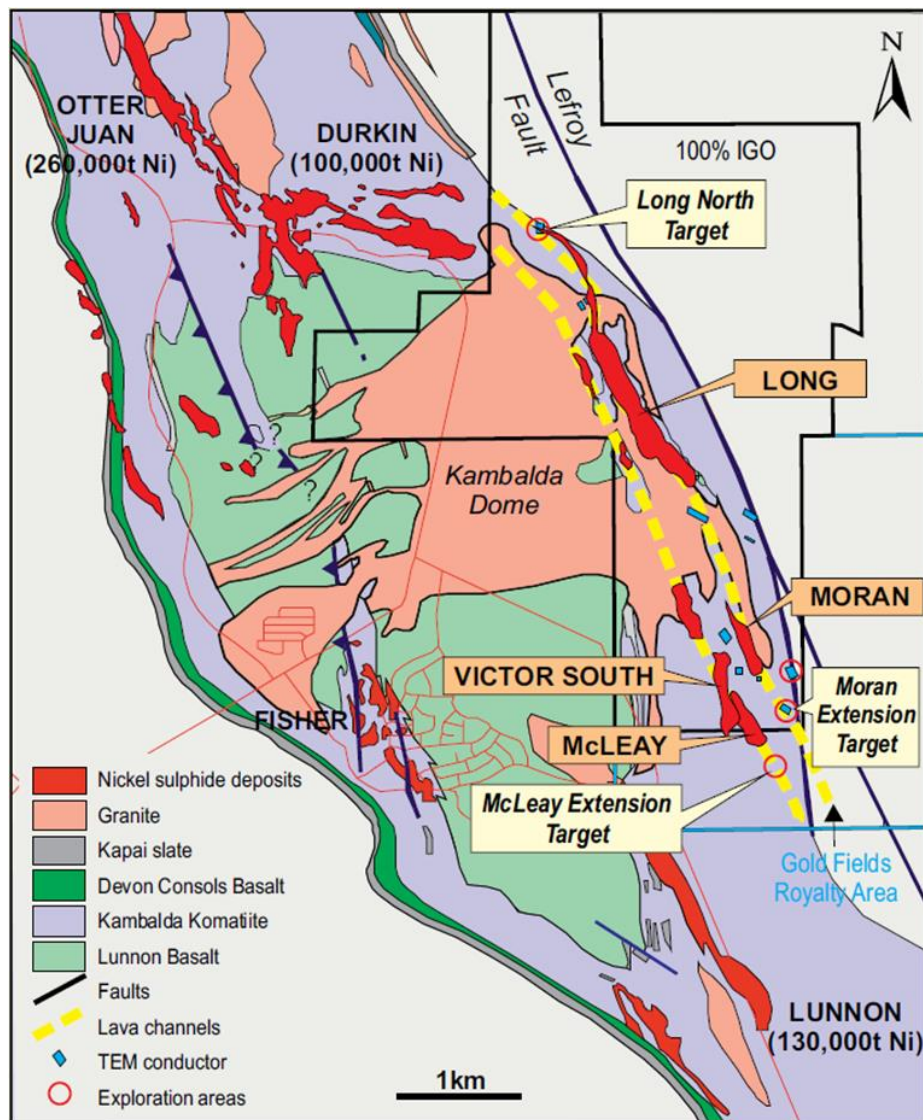 N
OTTER
JUAN
(260,000t Ni)
DURKIN
(100,000t Ni)
Lefroy
Fault
100% IGO
Long North
Target
LONG
?
?
?
Kambalda
Dome
MORAN
VICTOR SOUTH
Moran
Extension
Target
FISHER
McLEAY
McLeay Extension
Target
Gold Fields
Royalty Area
Nickel sulphide deposits
Granite
Kapai slate
Devon Consols Basalt
Kambalda Komatiite
Lunnon Basalt
Faults
Lava channels
TEM conductor
Exploration areas
LUNNON
(130,000t Ni)
1km